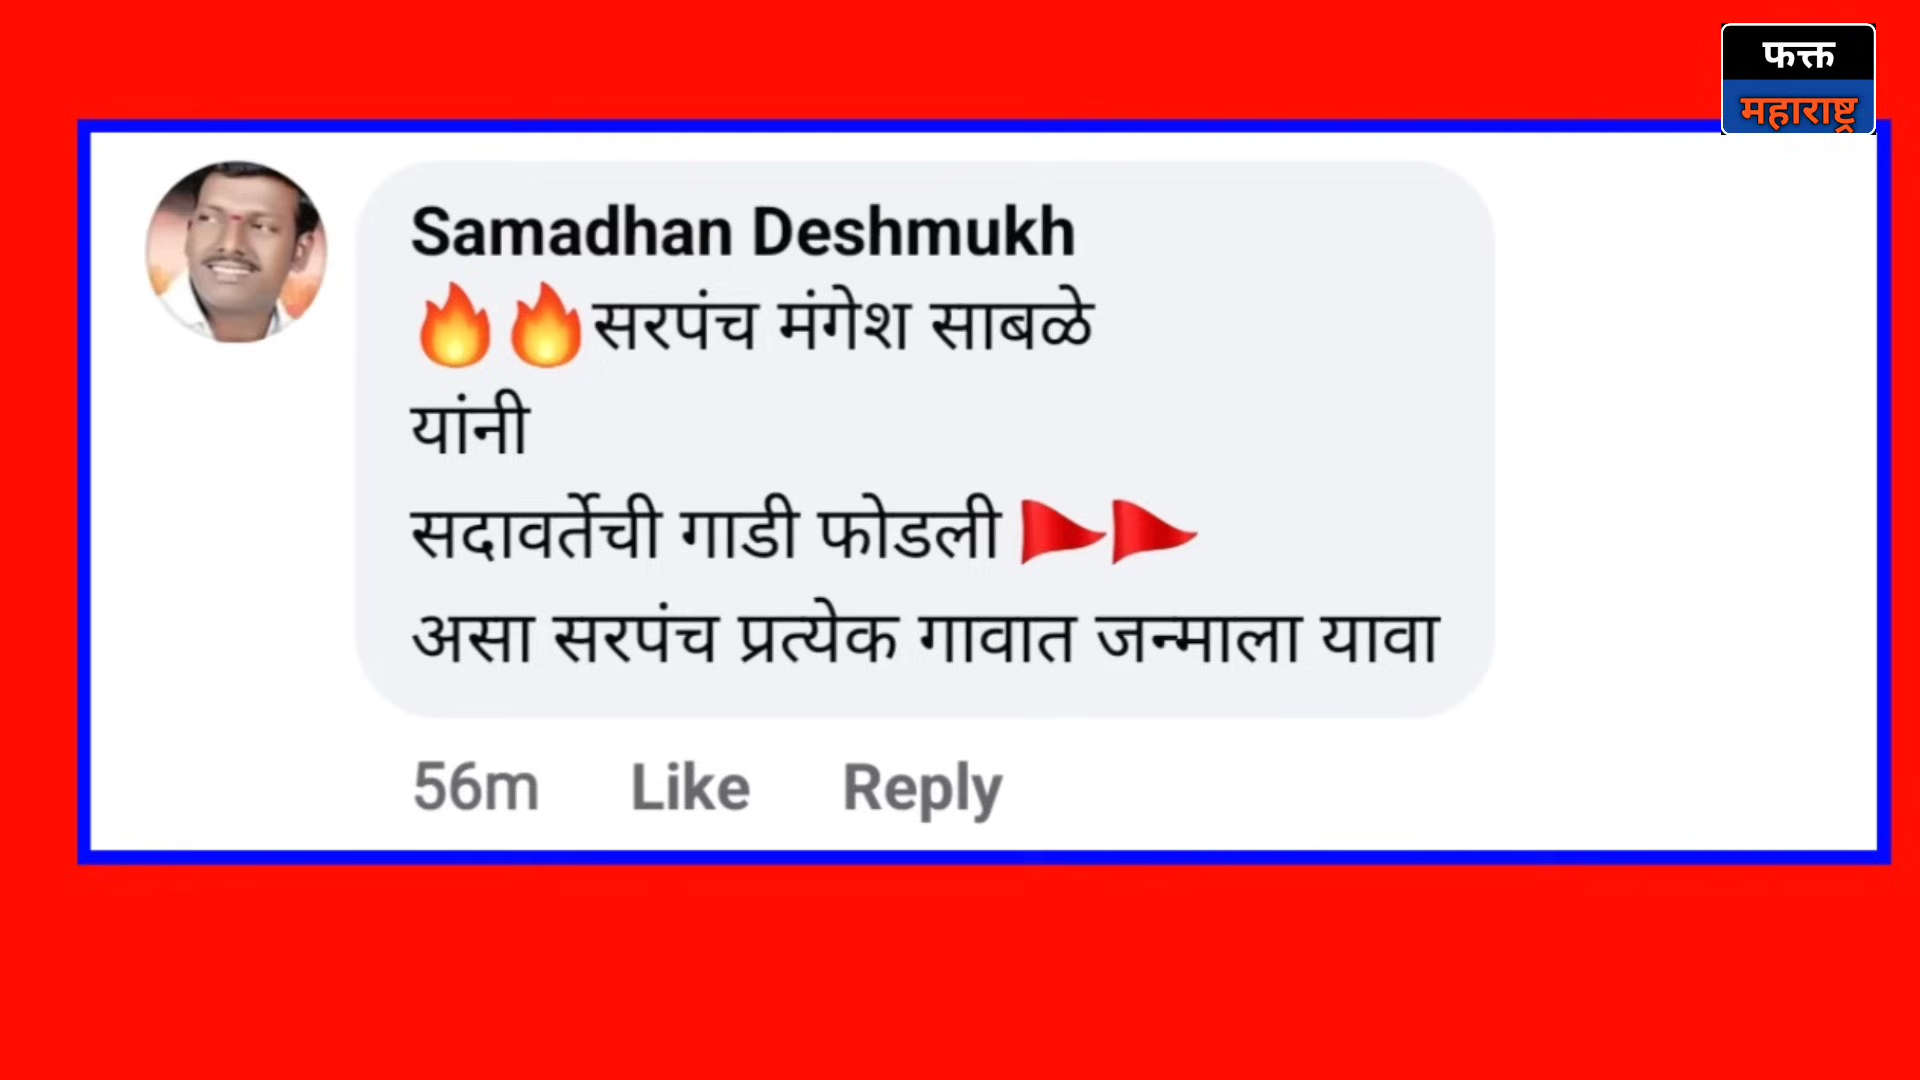 फक्त
महाराष्ट्र
Samadhan Deshmukh
🔥🔥सरपंच मंगेश साबळे
यांनी
सदावर्तेची गाडी फोडली 🚩🚩
असा सरपंच प्रत्येक गावात जन्माला यावा
56m Like Reply